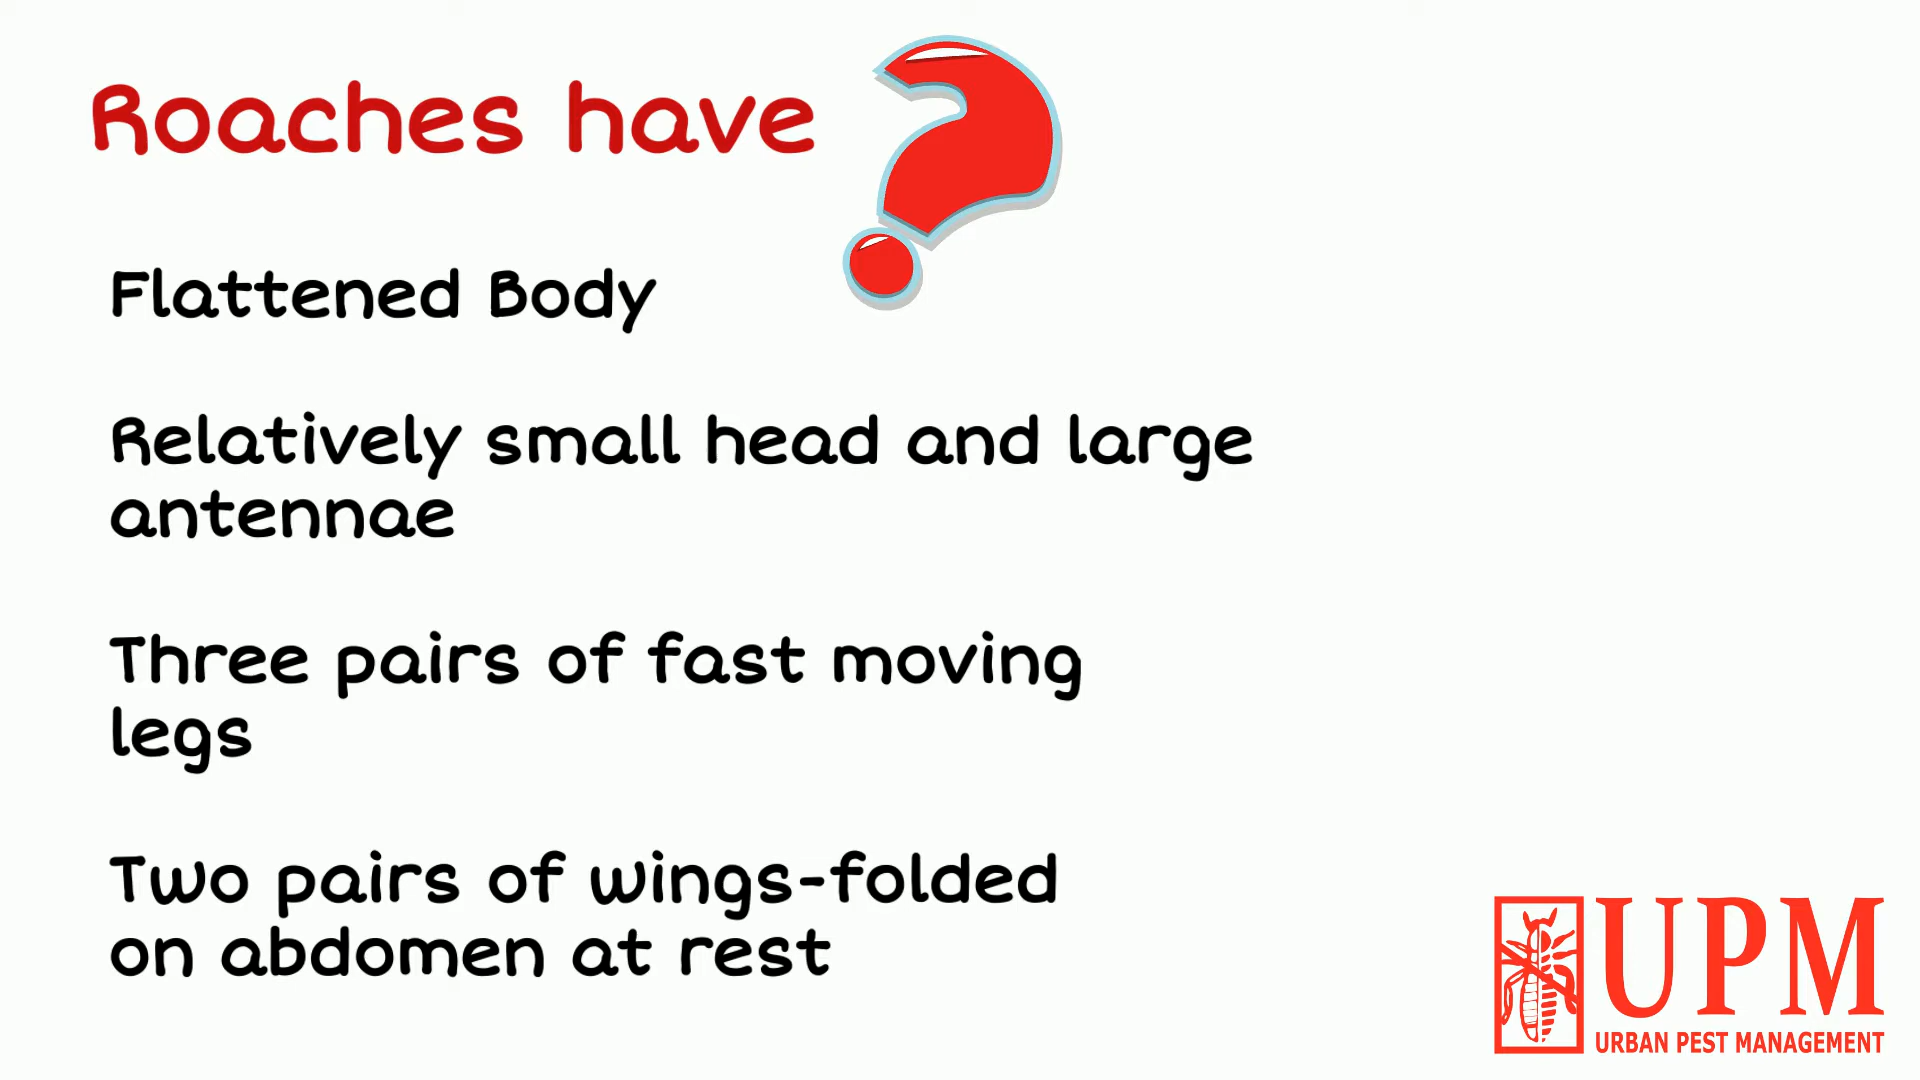 Roaches have ?
Flattened Body
Relatively small head and large
antennae
Three pairs of fast moving
legs
Two pairs of wings-folded
on abdomen at rest
UPM
URBAN PEST MANAGEMENT